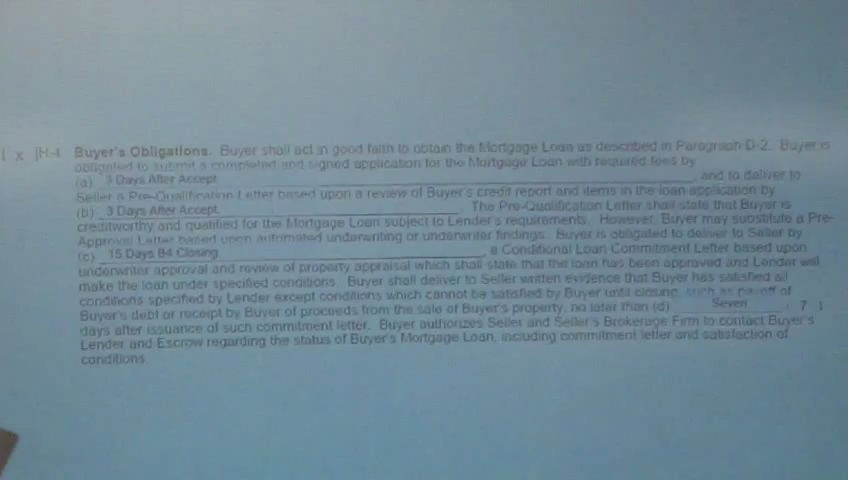 [ x ]H-4 Buyer's Obligations. Buyer shall act in good faith to obtain the Mortgage Loan as described in Paragraph D-2. Buyer is
obligated to submit a completed and signed application for the Mortgage Loan with required fees by
(a) 3 Days After Accept , and to deliver to
Seller a Pre-Qualification Letter based upon a review of Buyer's credit report and items in the loan application by
(b) 3 Days After Accept. The Pre-Qualification Letter shall state that Buyer is
creditworthy and qualified for the Mortgage Loan subject to Lender's requirements. However, Buyer may substitute a Pre-
Approval Letter based upon automated underwriting or underwriter findings. Buyer is obligated to deliver to Seller by
(c) 15 Days B4 Closing , a Conditional Loan Commitment Letter based upon
underwriter approval and review of property appraisal which shall state that the loan has been approved and Lender will
make the loan under specified conditions. Buyer shall deliver to Seller written evidence that Buyer has satisfied all
conditions specified by Lender except conditions which cannot be satisfied by Buyer until closing, such as payoff of
Buyer's debt or receipt by Buyer of proceeds from the sale of Buyer's property, no later than (d) Seven ( 7 )
days after issuance of such commitment letter. Buyer authorizes Seller and Seller's Brokerage Firm to contact Buyer's
Lender and Escrow regarding the status of Buyer's Mortgage Loan, including commitment letter and satisfaction of
conditions.